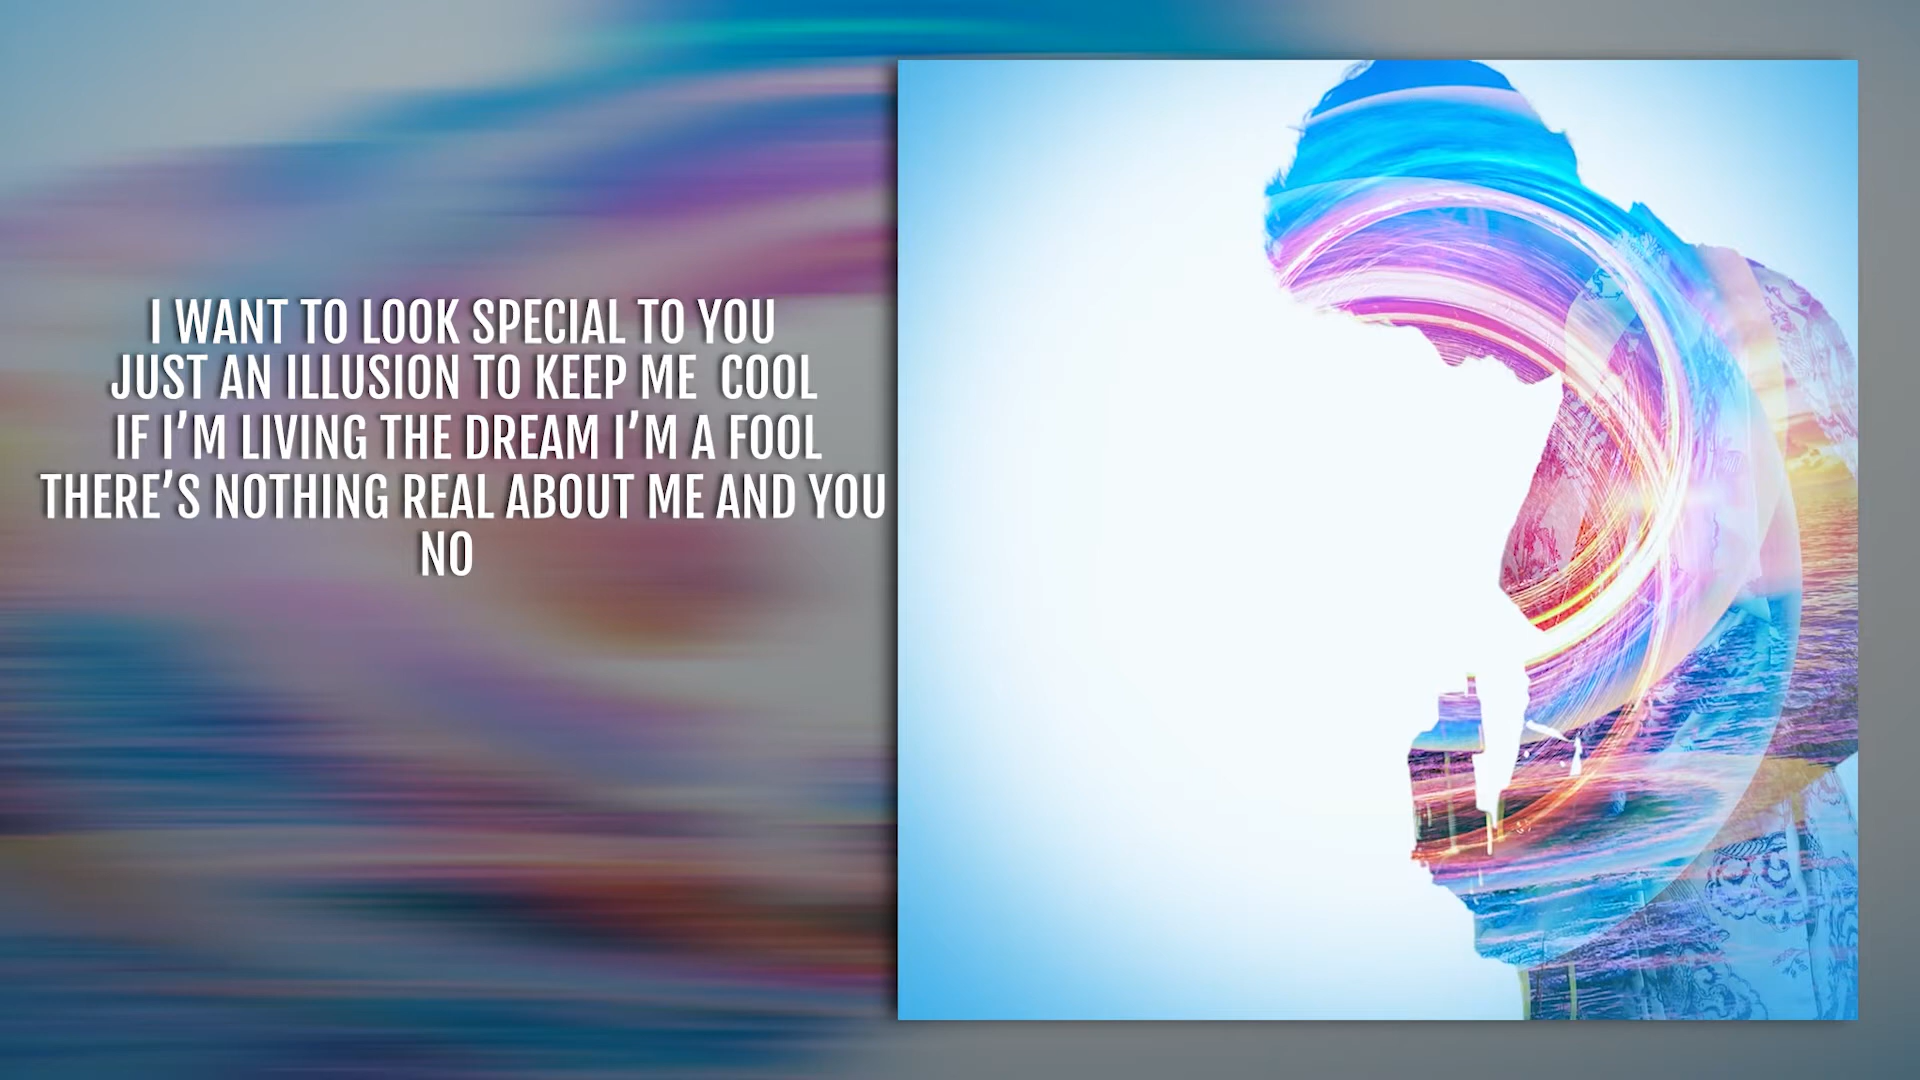 I WANT TO LOOK SPECIAL TO YOU
JUST AN ILLUSION TO KEEP ME  COOL
IF I’M LIVING THE DREAM I’M A FOOL
THERE’S NOTHING REAL ABOUT ME AND YOU
NO